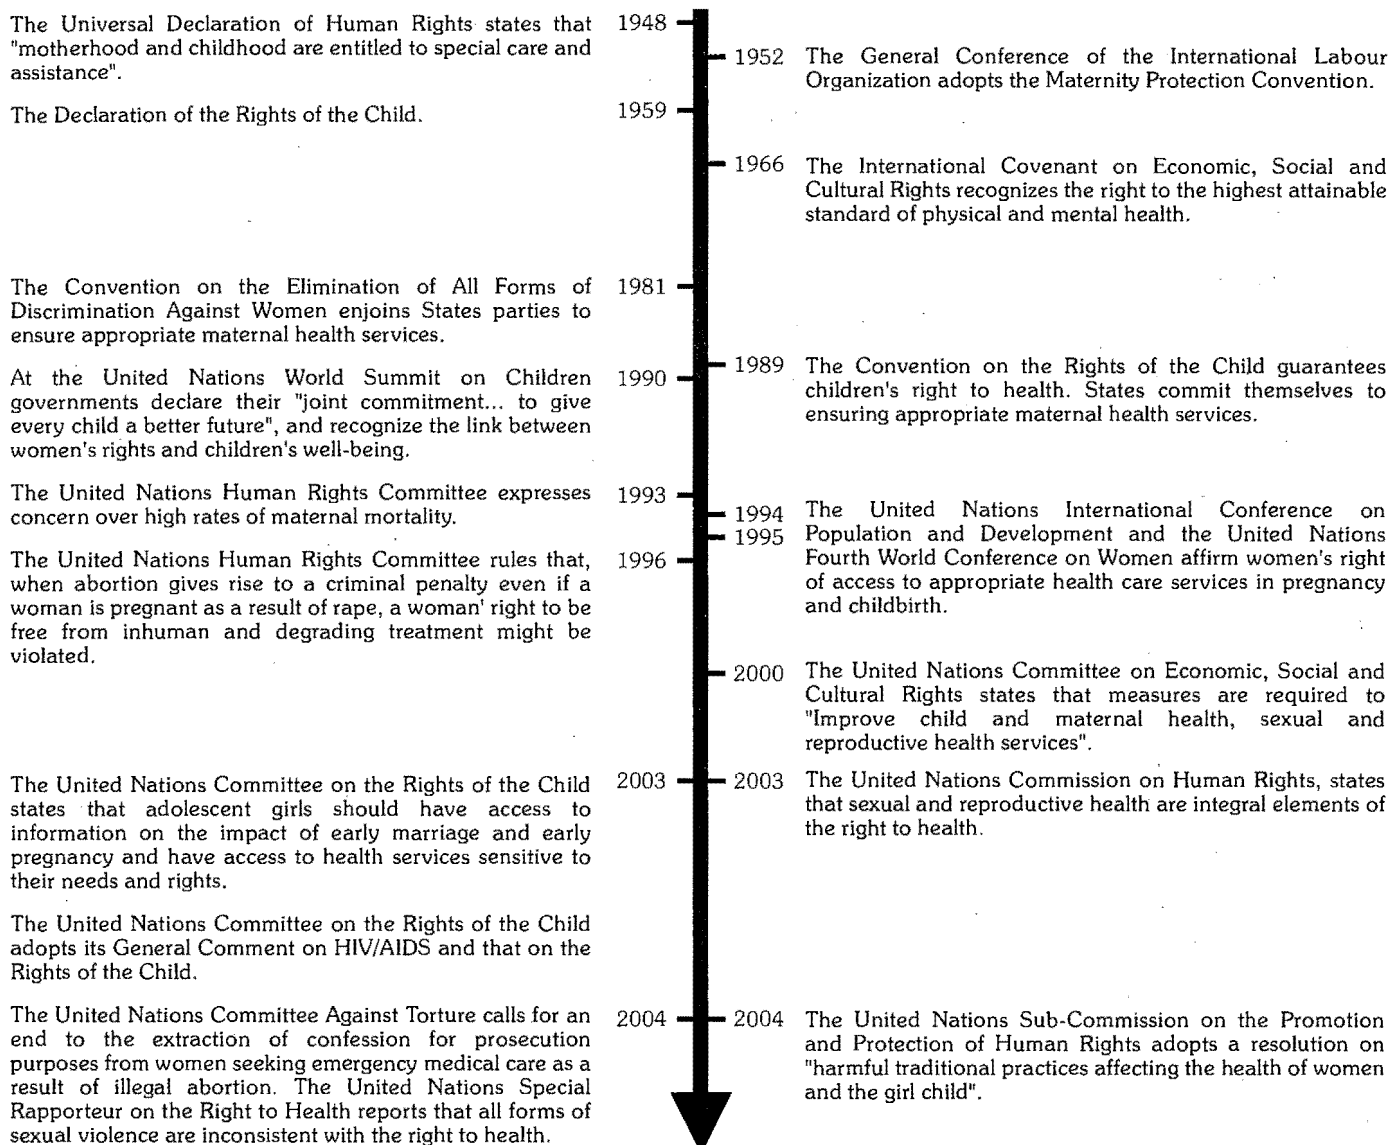 The Universal Declaration of Human Rights states that
"motherhood and childhood are entitled to special care and
assistance".
1948
1952
The General Conference of the International Labour
Organization adopts the Maternity Protection Convention.
The Declaration of the Rights of the Child.
1959
1966
The International Covenant on Economic, Social and
Cultural Rights recognizes the right to the highest attainable
standard of physical and mental health.
The Convention on the Elimination of All Forms of
Discrimination Against Women enjoins States parties to
ensure appropriate maternal health services.
1981
1989
The Convention on the Rights of the Child guarantees
children's right to health. States commit themselves to
ensuring appropriate maternal health services.
At the United Nations World Summit on Children
governments declare their "joint commitment... to give
every child a better future", and recognize the link between
women's rights and children's well-being.
1990
The United Nations Human Rights Committee expresses
concern over high rates of maternal mortality.
1993
1994
1995
The United Nations International Conference on
Population and Development and the United Nations
Fourth World Conference on Women affirm women's right
of access to appropriate health care services in pregnancy
and childbirth.
The United Nations Human Rights Committee rules that,
when abortion gives rise to a criminal penalty even if a
woman is pregnant as a result of rape, a woman' right to be
free from inhuman and degrading treatment might be
violated.
1996
2000
The United Nations Committee on Economic, Social and
Cultural Rights states that measures are required to
"Improve child and maternal health, sexual and
reproductive health services".
The United Nations Committee on the Rights of the Child
states that adolescent girls should have access to
information on the impact of early marriage and early
pregnancy and have access to health services sensitive to
their needs and rights.
2003
2003
The United Nations Commission on Human Rights, states
that sexual and reproductive health are integral elements of
the right to health.
The United Nations Committee on the Rights of the Child
adopts its General Comment on HIV/AIDS and that on the
Rights of the Child.
The United Nations Committee Against Torture calls for an
end to the extraction of confession for prosecution
purposes from women seeking emergency medical care as a
result of illegal abortion. The United Nations Special
Rapporteur on the Right to Health reports that all forms of
sexual violence are inconsistent with the right to health.
2004
2004
The United Nations Sub-Commission on the Promotion
and Protection of Human Rights adopts a resolution on
"harmful traditional practices affecting the health of women
and the girl child".